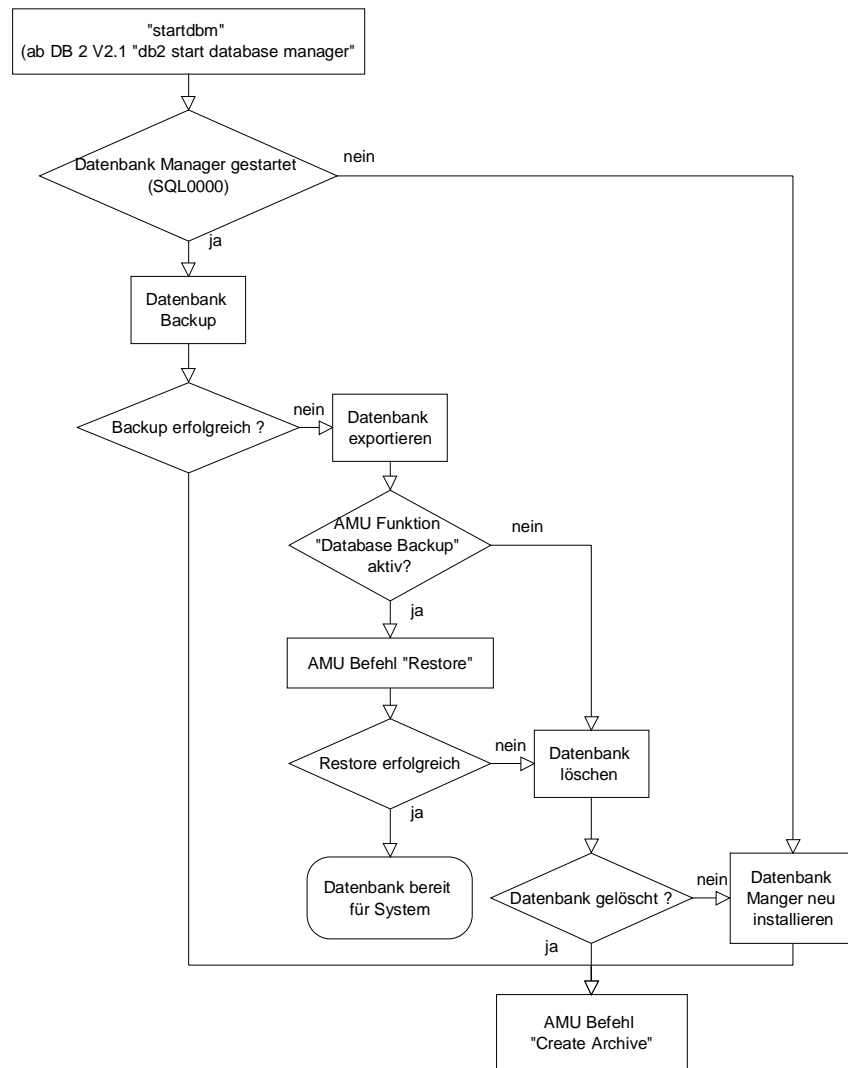 "startdbm"
(ab DB 2 V2.1 "db2 start database manager"
Datenbank Manager gestartet
(SQL0000)
nein
ja
Datenbank
Backup
Backup erfolgreich ?
nein
Datenbank
exportieren
AMU Funktion
"Database Backup"
aktiv?
nein
ja
AMU Befehl "Restore"
Restore erfolgreich
nein
Datenbank
löschen
ja
Datenbank bereit
für System
Datenbank gelöscht ?
nein
Datenbank
Manger neu
installieren
ja
AMU Befehl
"Create Archive"